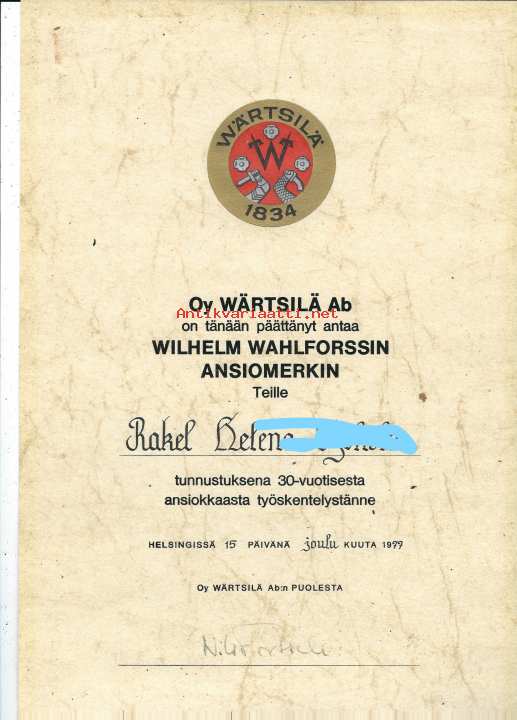 WÄRTSILÄ
W
1834
Oy WÄRTSILÄ Ab
Antikvariaatti.net
on tänään päättänyt antaa
WILHELM WAHLFORSSIN
ANSIOMERKIN
Teille
Rakel Helena
tunnustuksena 30-vuotisesta
ansiokkaasta työskentelystänne
HELSINGISSÄ 15 PÄIVÄNÄ joulu KUUTA 1977
Oy WÄRTSILÄ Ab:n PUOLESTA